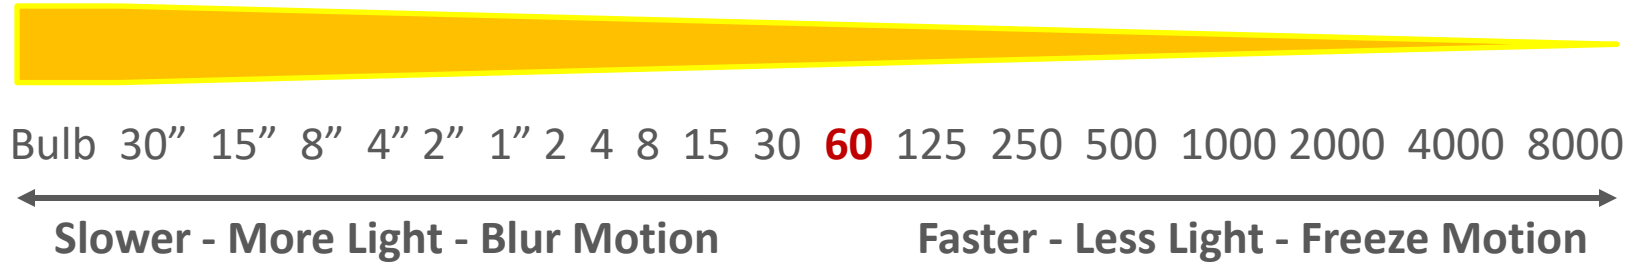 Bulb 30” 15” 8” 4” 2” 1” 2 4 8 15 30 60 125 250 500 1000 2000 4000 8000
Slower - More Light - Blur Motion Faster - Less Light - Freeze Motion